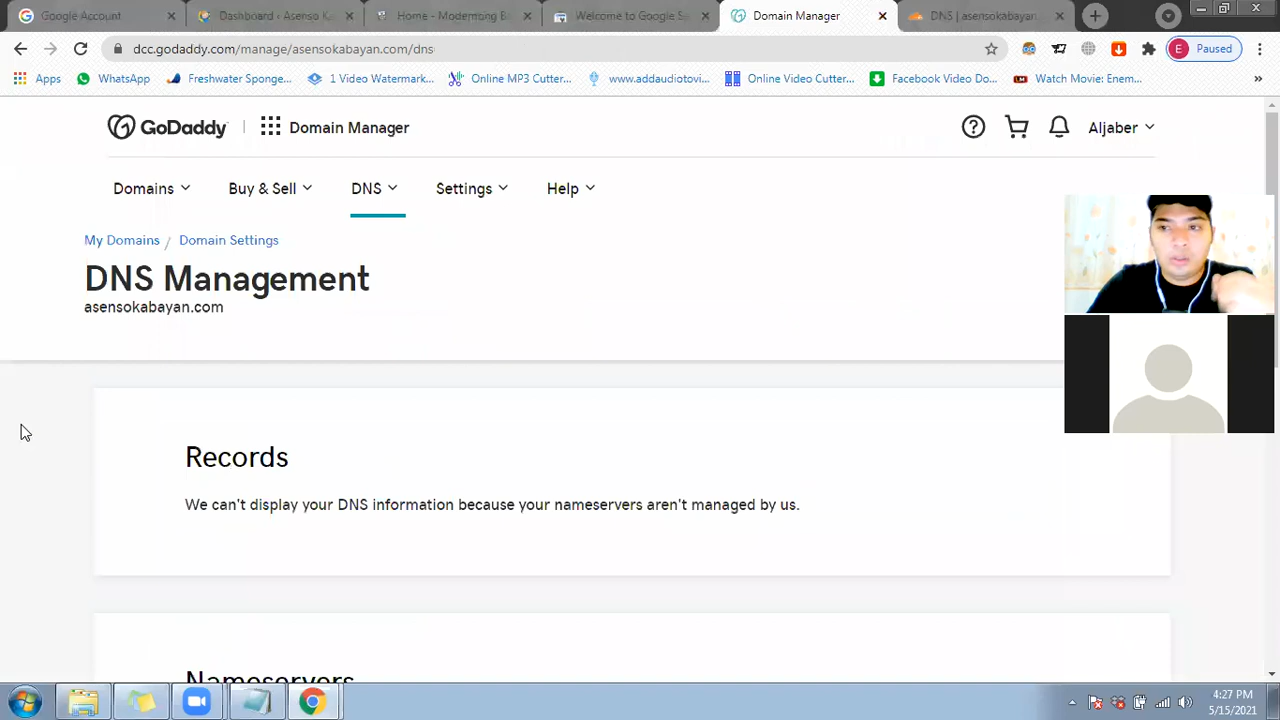 Google Account
Dashboard ‹ Asenso K
Home - Modernmg B
Welcome to Google Se
Domain Manager
DNS | asensokabayan.
dcc.godaddy.com/manage/asensokabayan.com/dns
E
Paused
Apps
WhatsApp
Freshwater Sponge...
1 Video Watermark...
Online MP3 Cutter...
www.addaudiotovi...
Online Video Cutter...
Facebook Video Do...
Watch Movie: Enem...
GoDaddy
Domain Manager
Aljaber
Domains
Buy & Sell
DNS
Settings
Help
My Domains / Domain Settings
DNS Management
asensokabayan.com
Records
We can't display your DNS information because your nameservers aren't managed by us.
Nameservers
4:27 PM
5/15/2021